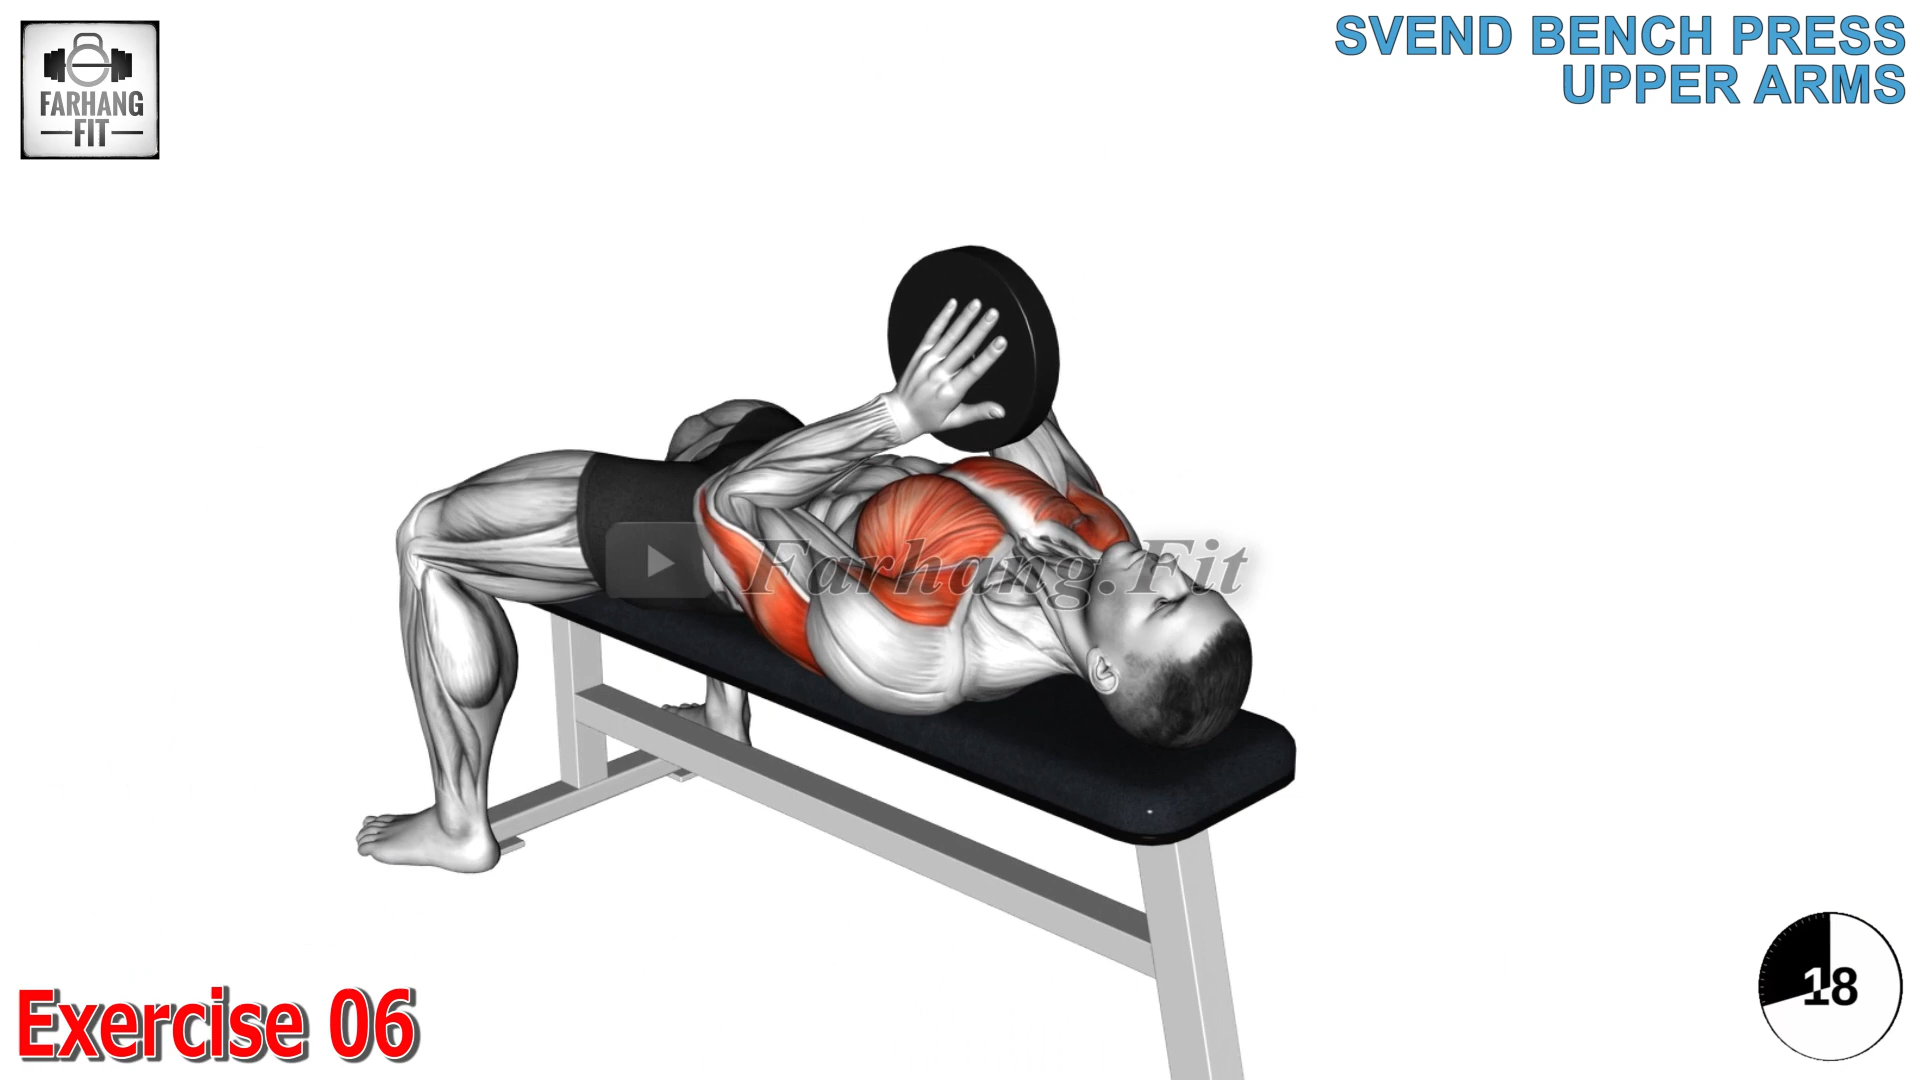 FARHANG
FIT
SVEND BENCH PRESS
UPPER ARMS
Farhang.Fit
Exercise 06
18